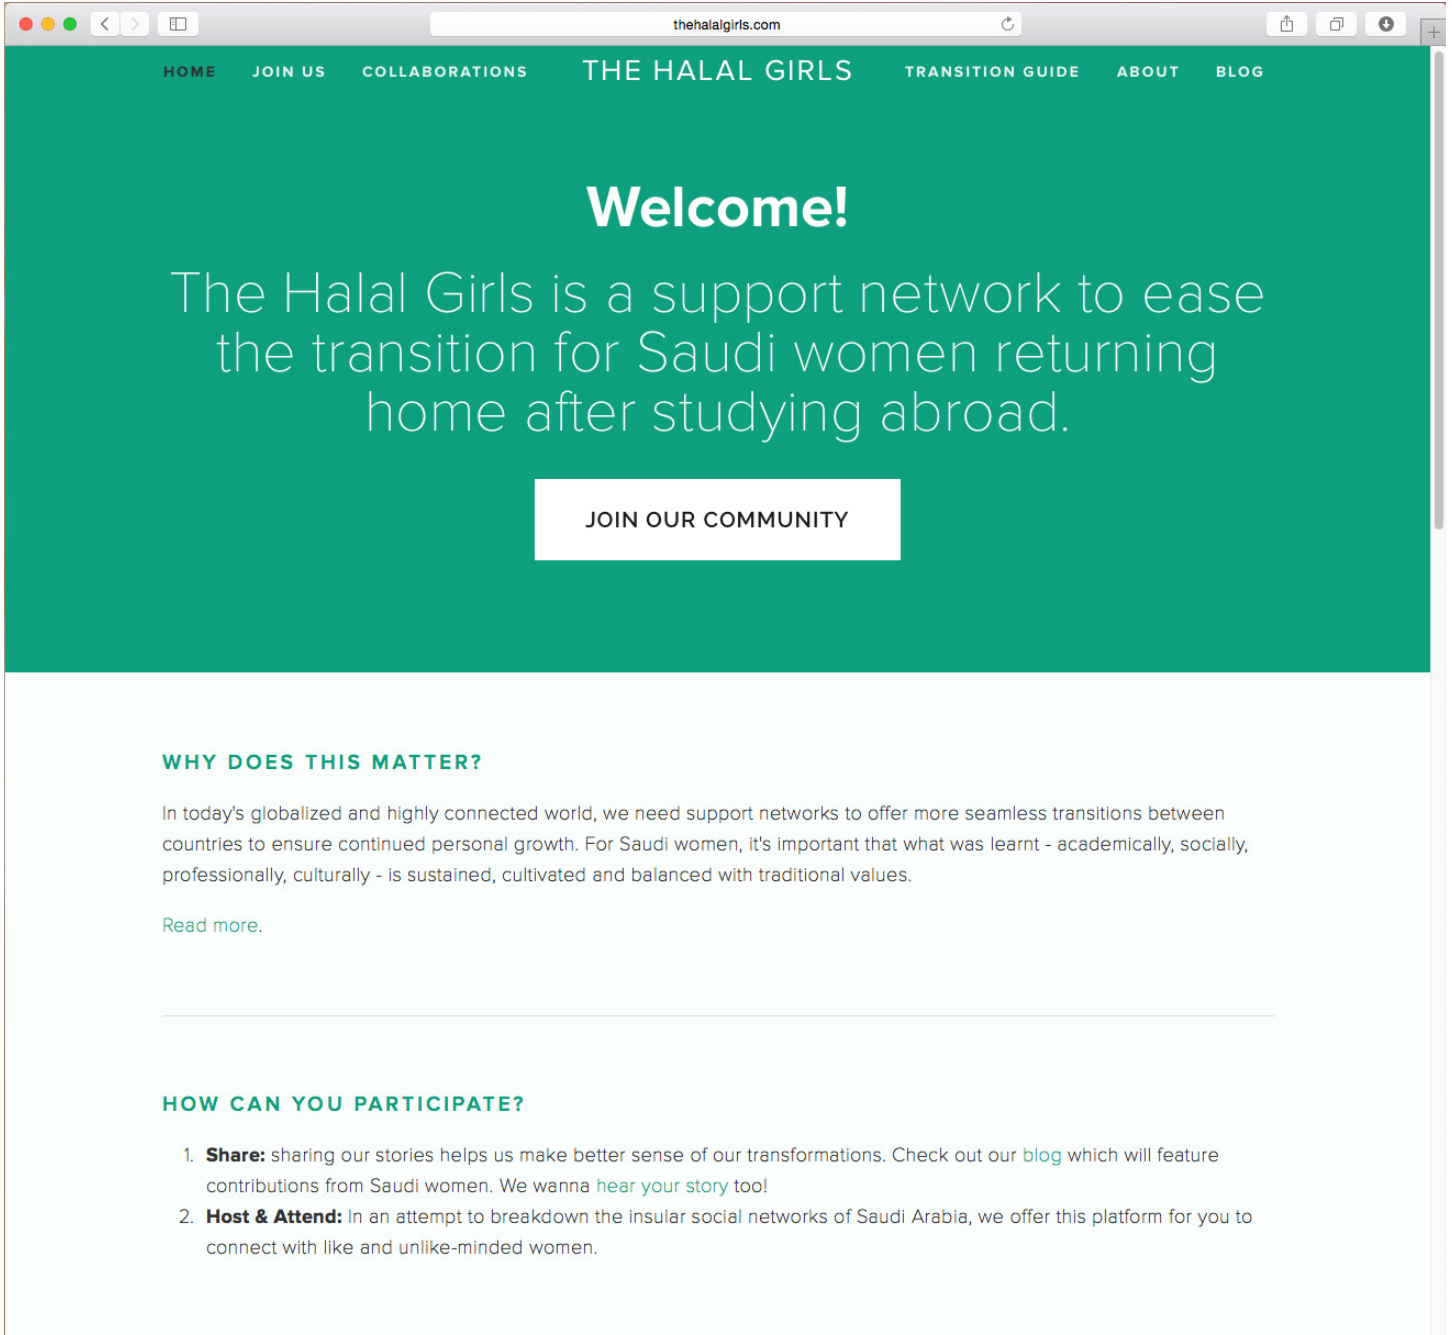 thehalalgirls.com
HOME JOIN US COLLABORATIONS THE HALAL GIRLS TRANSITION GUIDE ABOUT BLOG
Welcome!
The Halal Girls is a support network to ease
the transition for Saudi women returning
home after studying abroad.
JOIN OUR COMMUNITY
WHY DOES THIS MATTER?
In today's globalized and highly connected world, we need support networks to offer more seamless transitions between
countries to ensure continued personal growth. For Saudi women, it's important that what was learnt - academically, socially,
professionally, culturally - is sustained, cultivated and balanced with traditional values.
Read more.
HOW CAN YOU PARTICIPATE?
1. Share: sharing our stories helps us make better sense of our transformations. Check out our blog which will feature
contributions from Saudi women. We wanna hear your story too!
2. Host & Attend: In an attempt to breakdown the insular social networks of Saudi Arabia, we offer this platform for you to
connect with like and unlike-minded women.